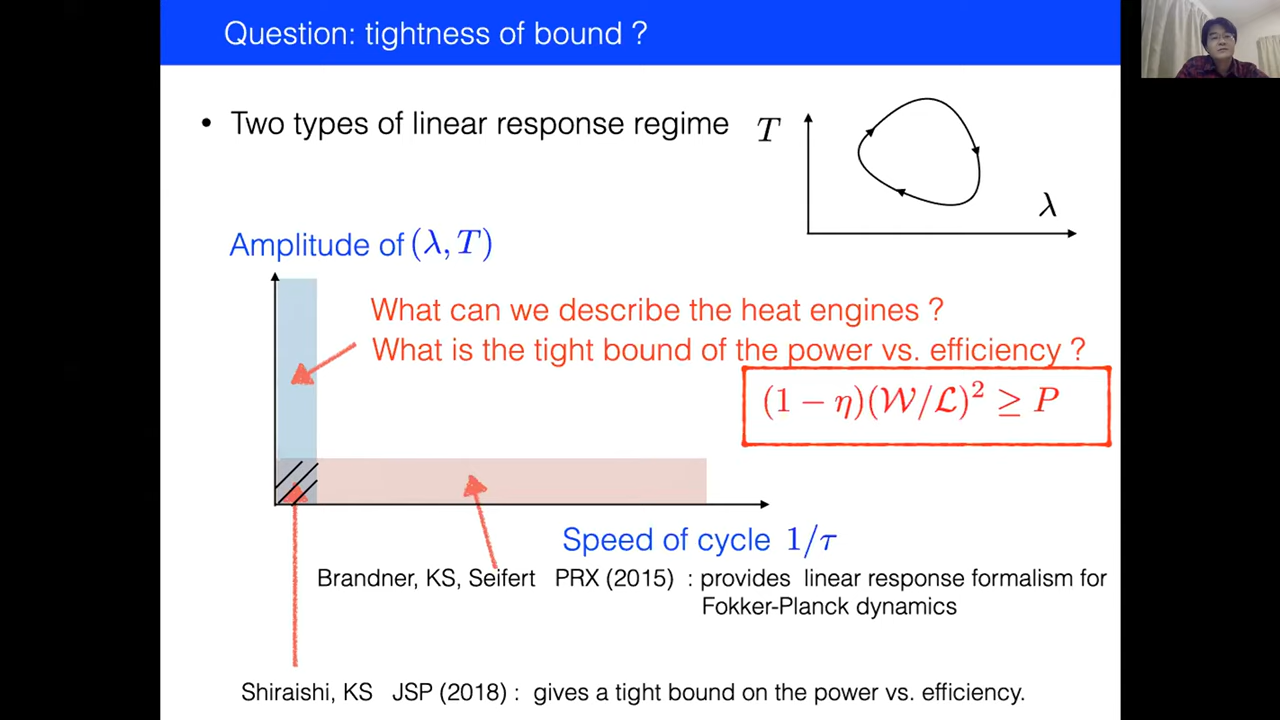 Question: tightness of bound ?
• Two types of linear response regime
T
λ
Amplitude of (λ, T)
What can we describe the heat engines ?
What is the tight bound of the power vs. efficiency ?
(1 − η)(𝒲/ℒ)² ≥ P
Speed of cycle 1/τ
Brandner, KS, Seifert PRX (2015) : provides linear response formalism for
Fokker-Planck dynamics
Shiraishi, KS JSP (2018) : gives a tight bound on the power vs. efficiency.